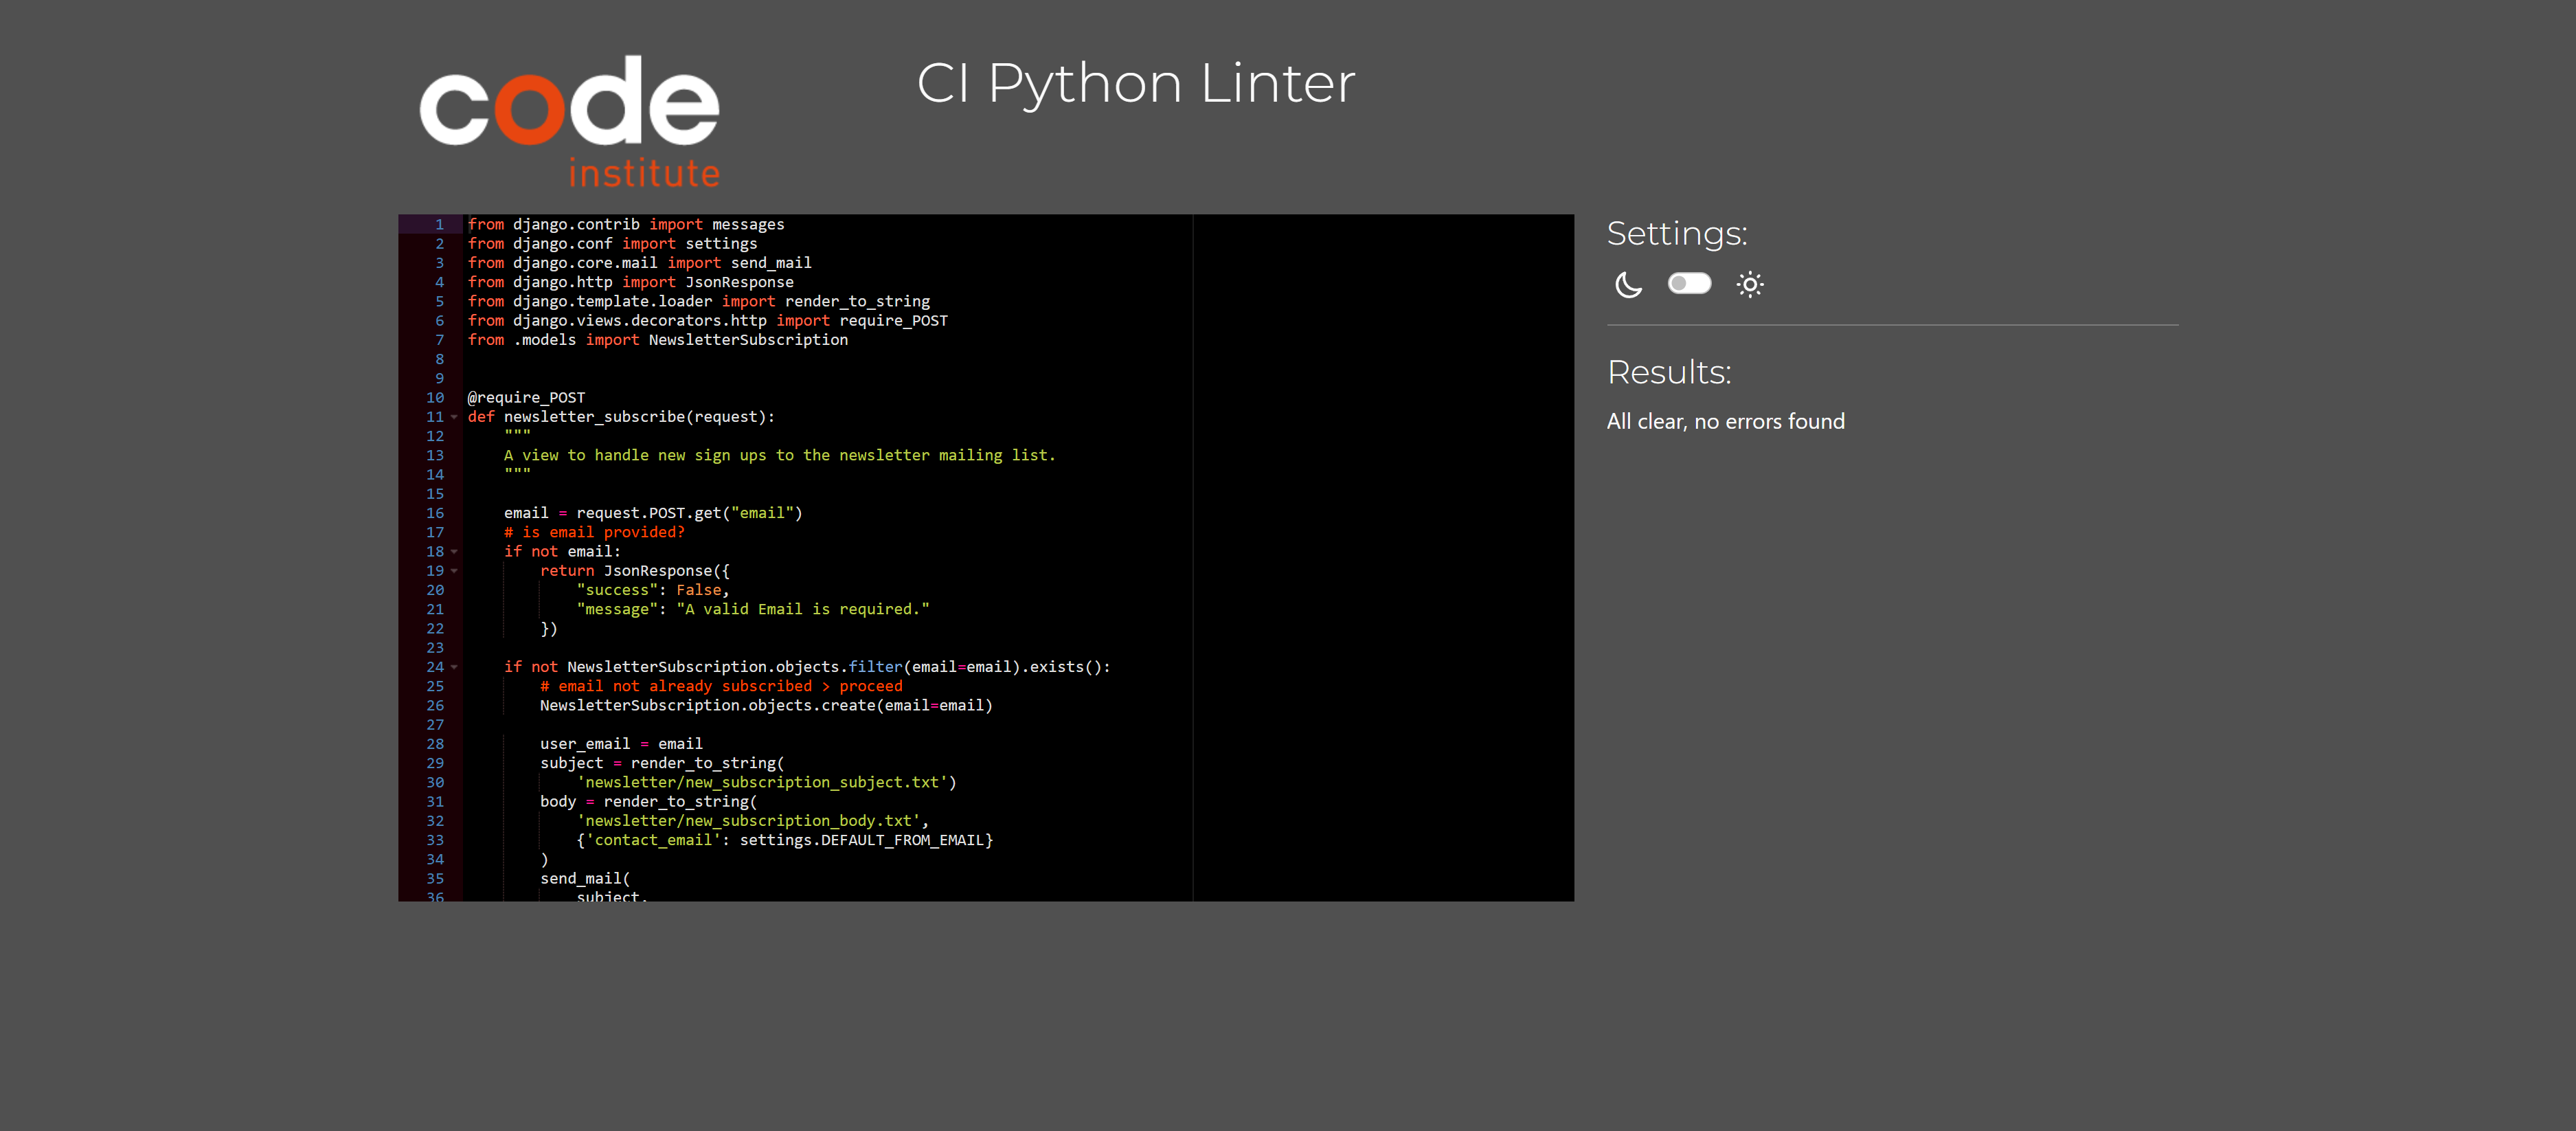 code
institute
CI Python Linter
1 from django.contrib import messages
2 from django.conf import settings
3 from django.core.mail import send_mail
4 from django.http import JsonResponse
5 from django.template.loader import render_to_string
6 from django.views.decorators.http import require_POST
7 from .models import NewsletterSubscription
8
9
10 @require_POST
11 def newsletter_subscribe(request):
12     """
13     A view to handle new sign ups to the newsletter mailing list.
14     """
15
16     email = request.POST.get("email")
17     # is email provided?
18     if not email:
19         return JsonResponse({
20             "success": False,
21             "message": "A valid Email is required."
22         })
23
24     if not NewsletterSubscription.objects.filter(email=email).exists():
25         # email not already subscribed > proceed
26         NewsletterSubscription.objects.create(email=email)
27
28         user_email = email
29         subject = render_to_string(
30             'newsletter/new_subscription_subject.txt')
31         body = render_to_string(
32             'newsletter/new_subscription_body.txt',
33             {'contact_email': settings.DEFAULT_FROM_EMAIL}
34         )
35         send_mail(
36             subject,
Settings:
Results:
All clear, no errors found